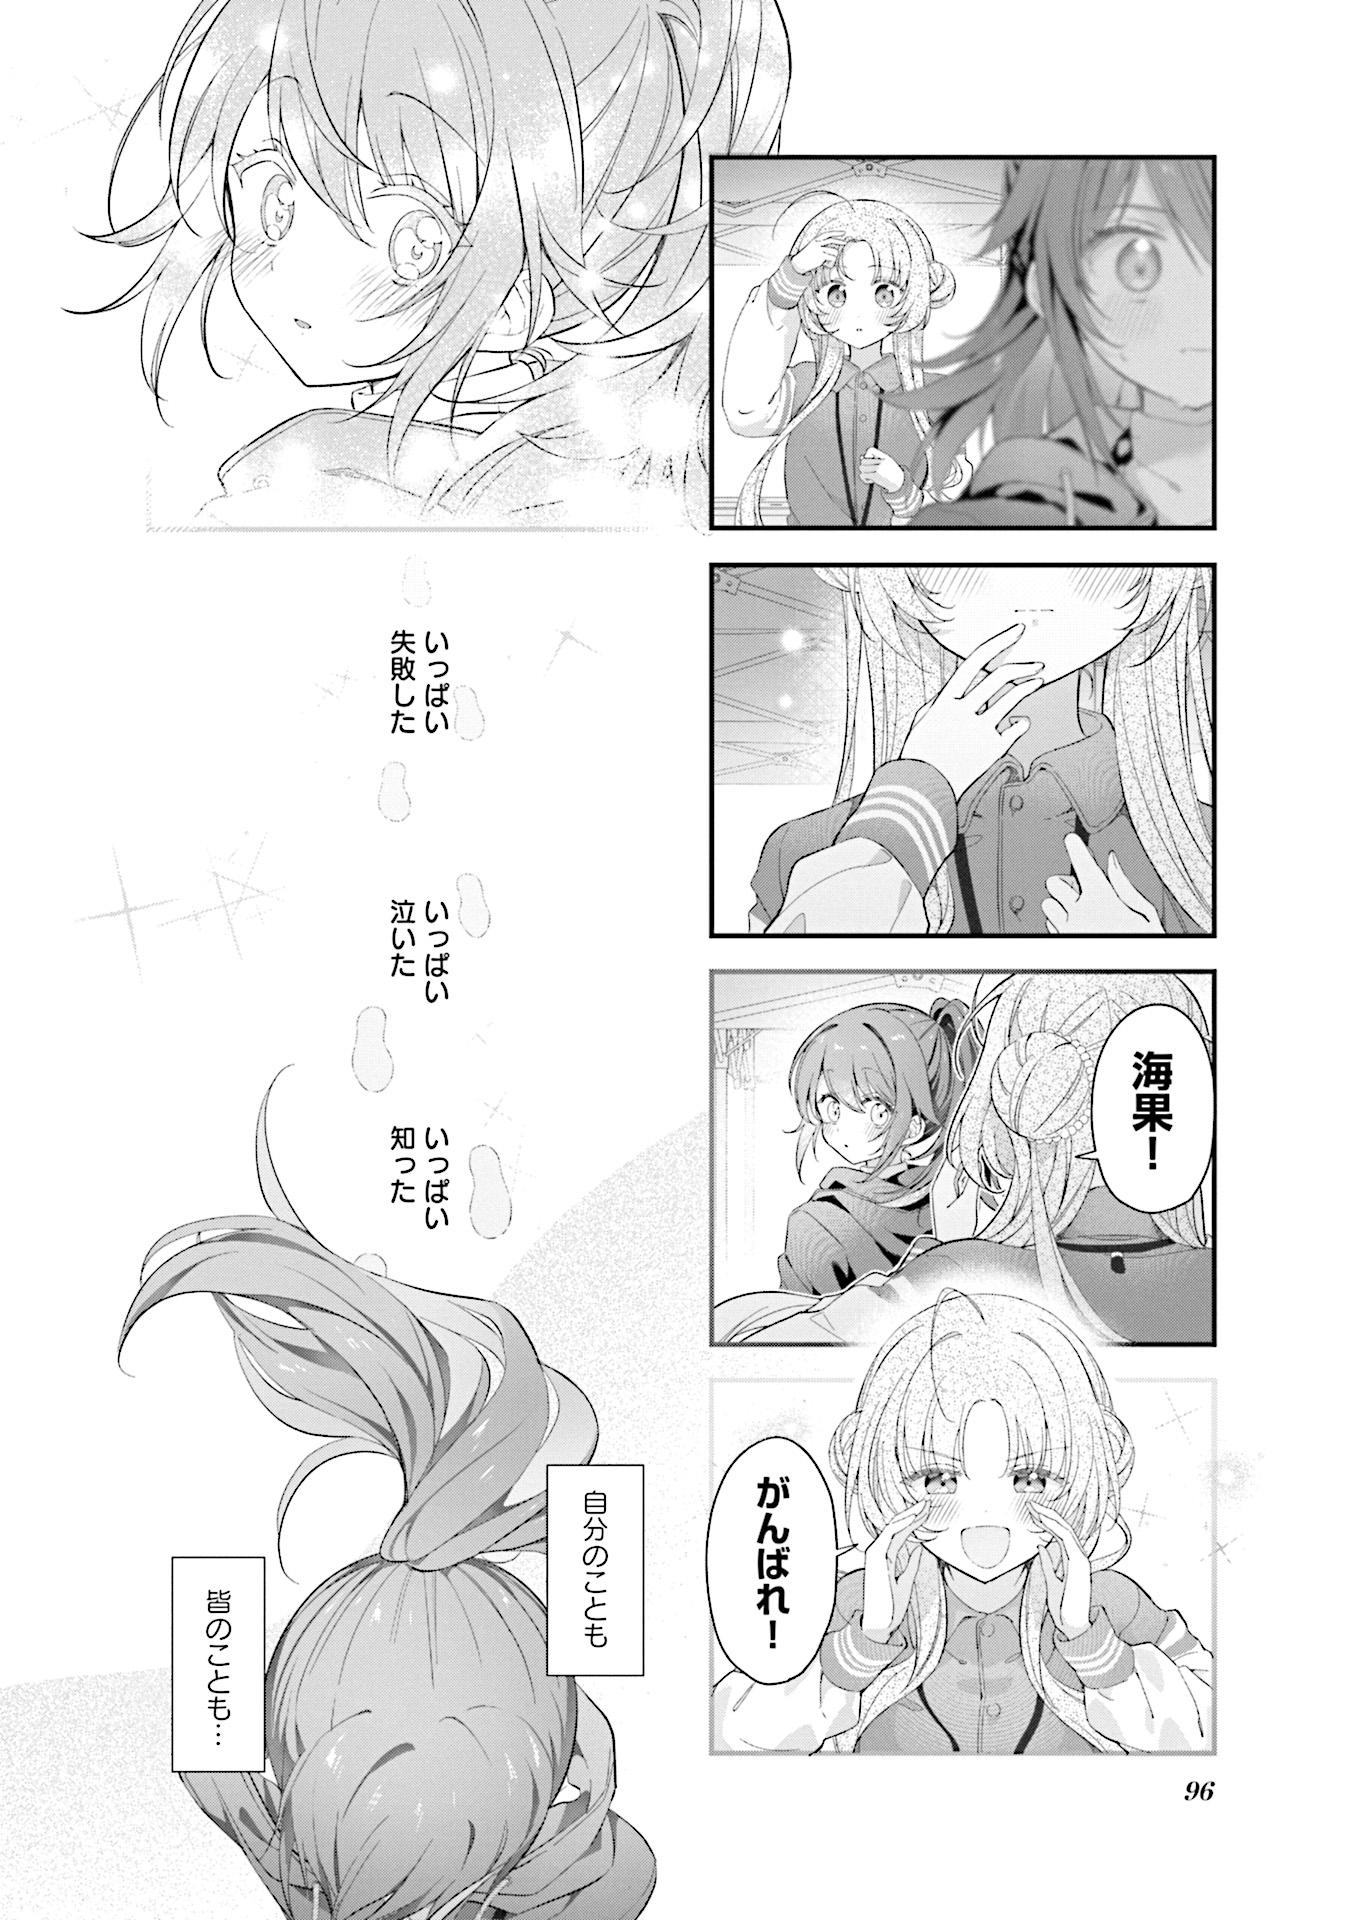 海果！
がんばれ！
いっぱい
失敗した
いっぱい
泣いた
いっぱい
知った
自分のことも
皆のことも…
96